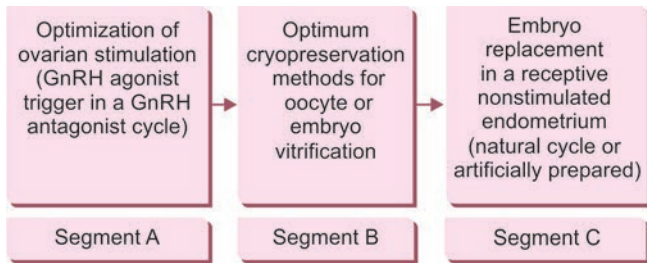 Optimization of
ovarian stimulation
(GnRH agonist
trigger in a GnRH
antagonist cycle)
Optimum
cryopreservation
methods for
oocyte or
embryo
vitrification
Embryo
replacement
in a receptive
nonstimulated
endometrium
(natural cycle or
artificially prepared)
Segment A
Segment B
Segment C